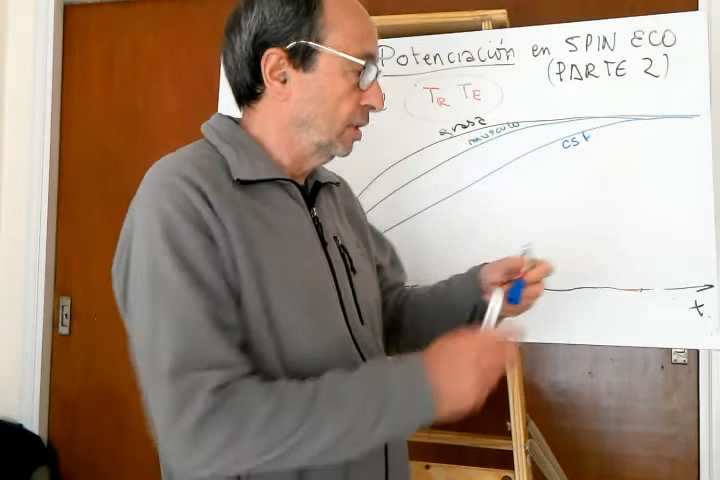 Potenciación en SPIN ECO
(PARTE 2)
TR TE
grasa
musculo
csf
t